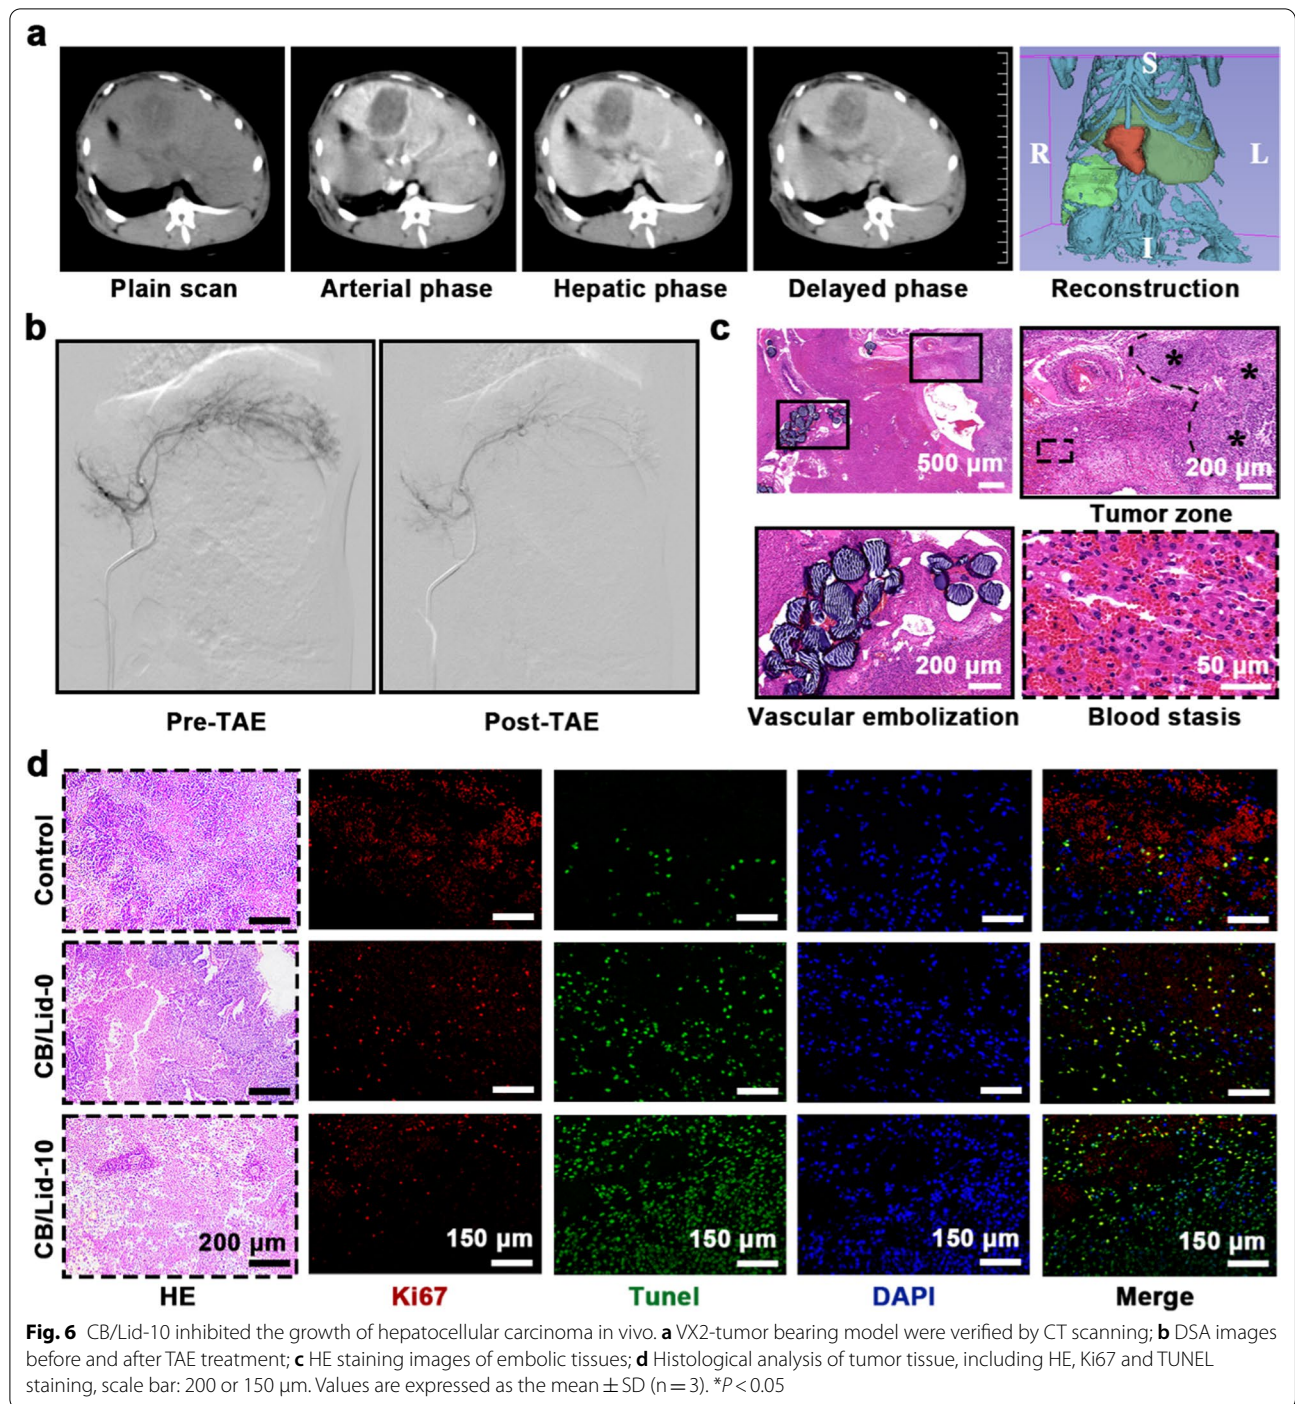 a
S
R
L
I
Plain scan
Arterial phase
Hepatic phase
Delayed phase
Reconstruction
b
Pre-TAE
Post-TAE
c
500 μm
* * *
200 μm
Tumor zone
200 μm
50 μm
Vascular embolization
Blood stasis
d
Control
CB/Lid-0
CB/Lid-10
200 μm
150 μm
150 μm
150 μm
150 μm
HE
Ki67
Tunel
DAPI
Merge
Fig. 6 CB/Lid-10 inhibited the growth of hepatocellular carcinoma in vivo. a VX2-tumor bearing model were verified by CT scanning; b DSA images
before and after TAE treatment; c HE staining images of embolic tissues; d Histological analysis of tumor tissue, including HE, Ki67 and TUNEL
staining, scale bar: 200 or 150 μm. Values are expressed as the mean ± SD (n = 3). *P < 0.05